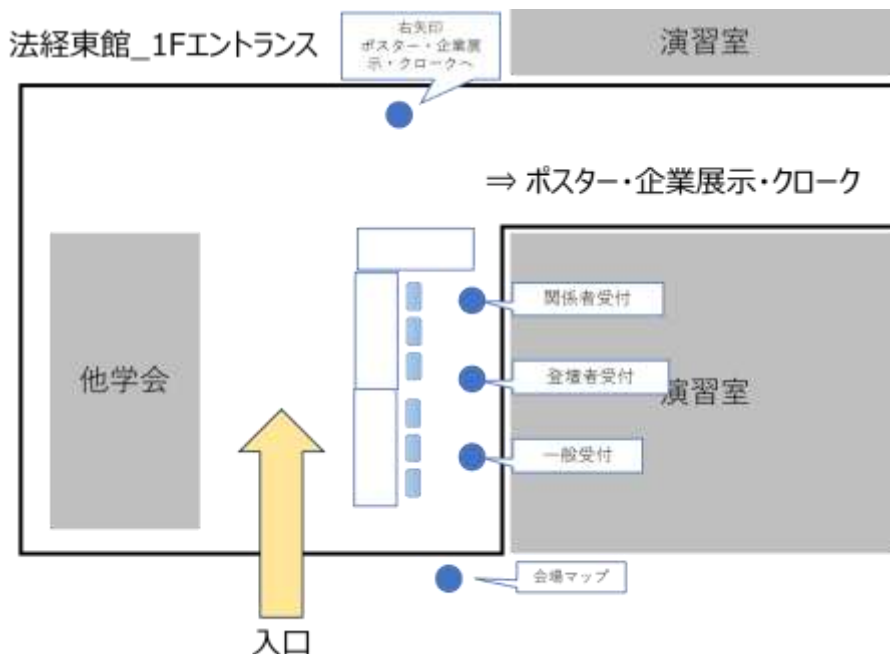 法経東館_1Fエントランス
右矢印
ポスター・企業展
示・クロークへ
演習室
⇒ ポスター・企業展示・クローク
関係者受付
他学会
登壇者受付
演習室
一般受付
会場マップ
入口